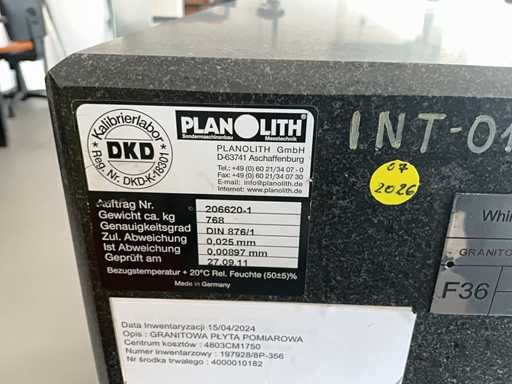 Kalibrierlabor
DKD
Reg. Nr. DKD-K-18301
PLANOLITH
Sondermaschinenbau Messtechnik
PLANOLITH GmbH
D-63741 Aschaffenburg
Tel.: +49 (0) 60 21/34 07-0
Fax: +49 (0) 60 21/34 07 30
E-mail: info@planolith.de
Internet: www.planolith.de
Auftrag Nr. 206620-1
Gewicht ca. kg 768
Genauigkeitsgrad DIN 876/1
Zul. Abweichung 0,025 mm
Ist Abweichung 0,00897 mm
Geprüft am 27.09.11
Bezugstemperatur + 20°C Rel. Feuchte (50±5)%
Made in Germany
INT-01
07
2026
Whir
GRANITO
F36
Data Inwentaryzacji 15/04/2024
Opis : GRANITOWA PŁYTA POMIAROWA
Centrum kosztów : 4803CM1750
Numer inwentarzowy : 197928/8P-356
Nr środka trwałego : 4000010182